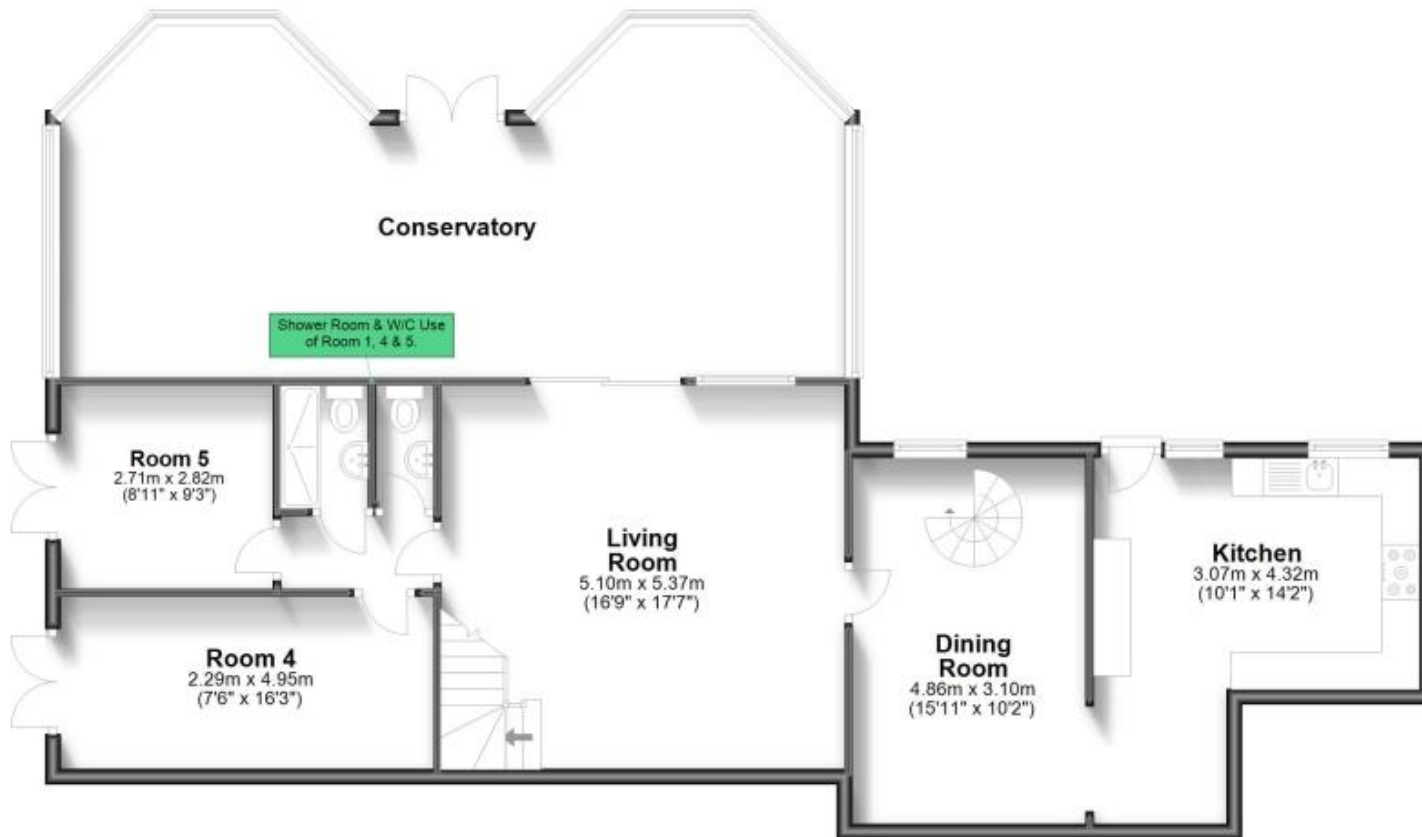 Conservatory
Shower Room & W/C Use
of Room 1, 4 & 5.
Room 5
2.71m x 2.82m
(8'11" x 9'3")
Living
Room
5.10m x 5.37m
(16'9" x 17'7")
Kitchen
3.07m x 4.32m
(10'1" x 14'2")
Room 4
2.29m x 4.95m
(7'6" x 16'3")
Dining
Room
4.86m x 3.10m
(15'11" x 10'2")